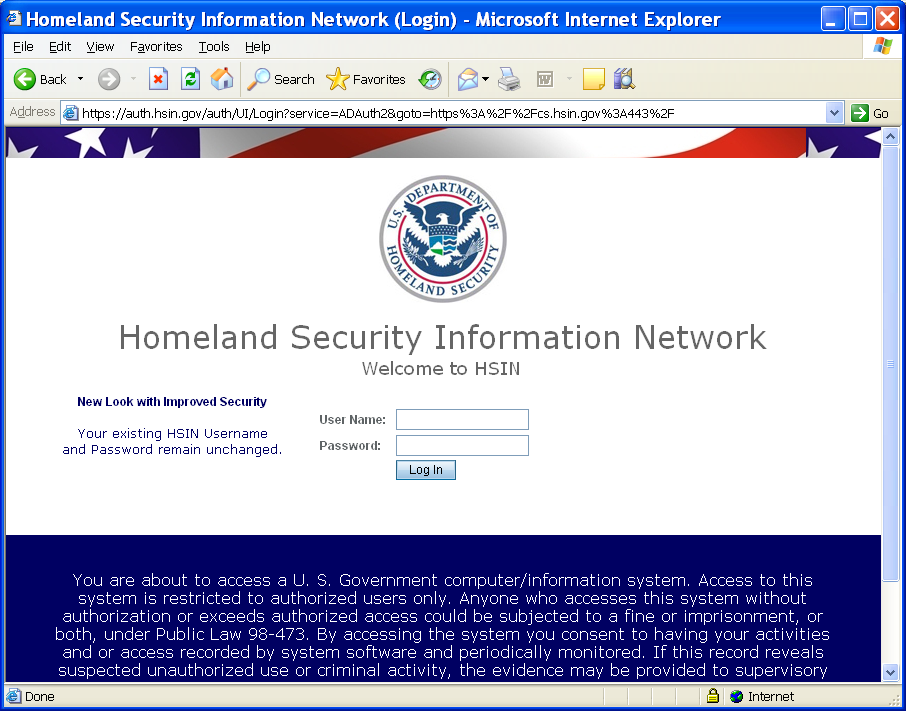 Homeland Security Information Network (Login) - Microsoft Internet Explorer
File Edit View Favorites Tools Help
Back Search Favorites
Address https://auth.hsin.gov/auth/UI/Login?service=ADAuth2&goto=https%3A%2F%2Fcs.hsin.gov%3A443%2F Go
U.S. DEPARTMENT OF
HOMELAND SECURITY
Homeland Security Information Network
Welcome to HSIN
New Look with Improved Security
Your existing HSIN Username
and Password remain unchanged.
User Name:
Password:
Log In
You are about to access a U. S. Government computer/information system. Access to this
system is restricted to authorized users only. Anyone who accesses this system without
authorization or exceeds authorized access could be subjected to a fine or imprisonment, or
both, under Public Law 98-473. By accessing the system you consent to having your activities
and or access recorded by system software and periodically monitored. If this record reveals
suspected unauthorized use or criminal activity, the evidence may be provided to supervisory
Done Internet